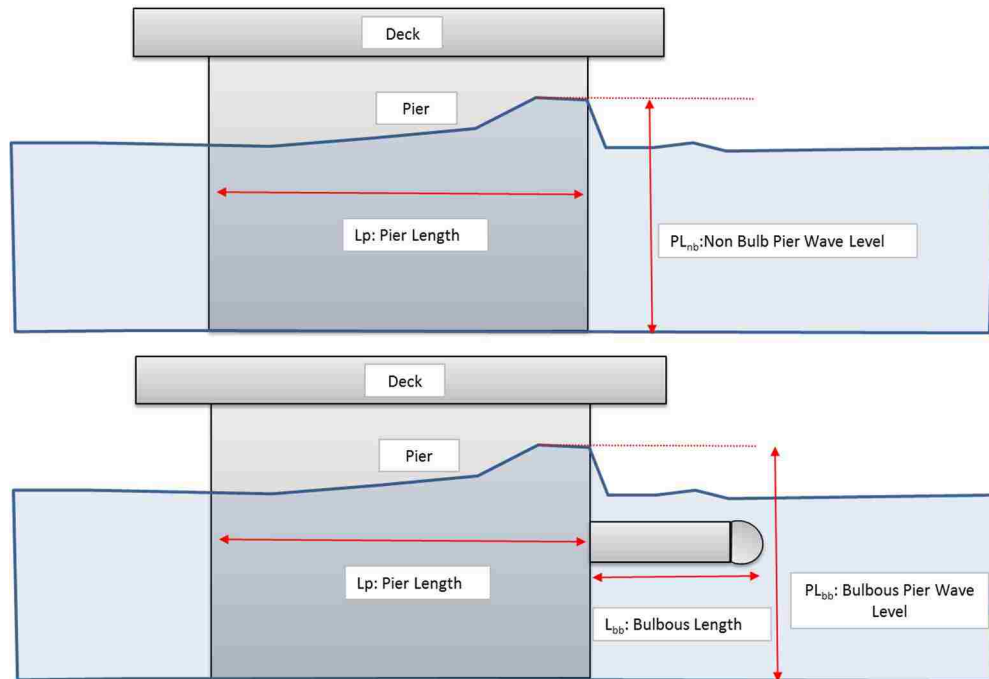 Deck
Pier
Lp: Pier Length
PLnb:Non Bulb Pier Wave Level
Deck
Pier
Lp: Pier Length
Lbb: Bulbous Length
PLbb: Bulbous Pier Wave
Level